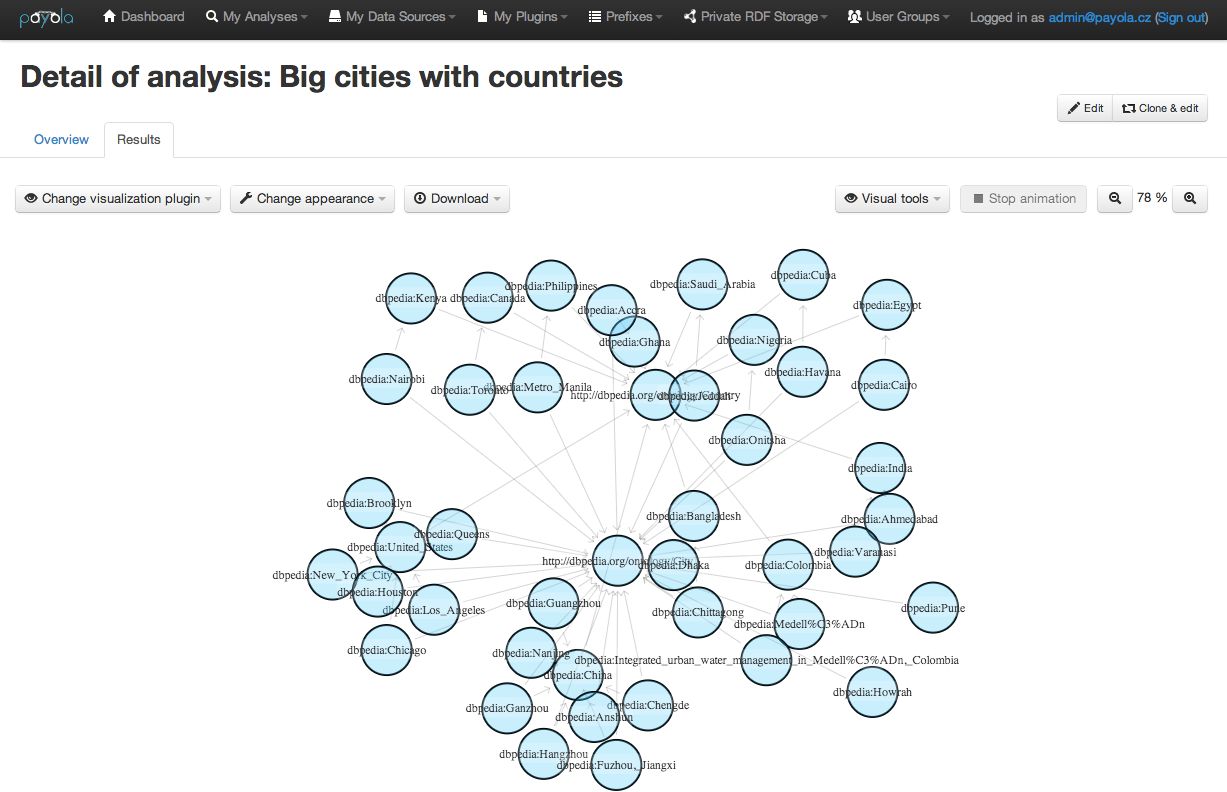 payola Dashboard My Analyses My Data Sources My Plugins Prefixes Private RDF Storage User Groups Logged in as admin@payola.cz (Sign out)
Detail of analysis: Big cities with countries
Edit Clone & edit
Overview Results
Change visualization plugin Change appearance Download Visual tools Stop animation 78 %
dbpedia:Cuba
dbpedia:Philippines dbpedia:Saudi_Arabia
dbpedia:Kenya dbpedia:Canada
dbpedia:Accra dbpedia:Egypt
dbpedia:Ghana dbpedia:Nigeria
dbpedia:Havana
dbpedia:Nairobi
dbpedia:Toronto dbpedia:Metro_Manila dbpedia:Cairo
http://dbpedia.org/ontology/Country dbpedia:Jeddah
dbpedia:Onitsha
dbpedia:India
dbpedia:Brooklyn
dbpedia:Bangladesh dbpedia:Ahmedabad
dbpedia:Queens
dbpedia:United_States dbpedia:Varanasi
http://dbpedia.org/ontology/City dbpedia:Dhaka dbpedia:Colombia
dbpedia:New_York_City
dbpedia:Houston
dbpedia:Guangzhou
dbpedia:Los_Angeles dbpedia:Chittagong dbpedia:Pune
dbpedia:Medell%C3%ADn
dbpedia:Chicago dbpedia:Nanjing
dbpedia:Integrated_urban_water_management_in_Medell%C3%ADn,_Colombia
dbpedia:China
dbpedia:Howrah
dbpedia:Ganzhou dbpedia:Chengde
dbpedia:Anshun
dbpedia:Hangzhou
dbpedia:Fuzhou,_Jiangxi